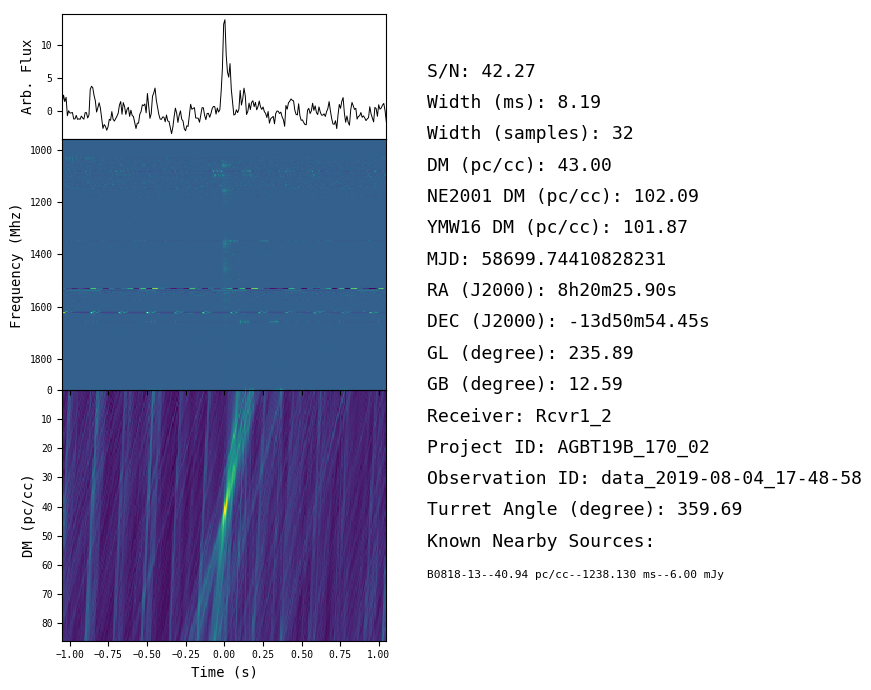 Arb. Flux
10
5
0
Frequency (Mhz)
1000
1200
1400
1600
1800
DM (pc/cc)
0
10
20
30
40
50
60
70
80
−1.00 −0.75 −0.50 −0.25 0.00 0.25 0.50 0.75 1.00
Time (s)
S/N: 42.27
Width (ms): 8.19
Width (samples): 32
DM (pc/cc): 43.00
NE2001 DM (pc/cc): 102.09
YMW16 DM (pc/cc): 101.87
MJD: 58699.74410828231
RA (J2000): 8h20m25.90s
DEC (J2000): -13d50m54.45s
GL (degree): 235.89
GB (degree): 12.59
Receiver: Rcvr1_2
Project ID: AGBT19B_170_02
Observation ID: data_2019-08-04_17-48-58
Turret Angle (degree): 359.69
Known Nearby Sources:
B0818-13--40.94 pc/cc--1238.130 ms--6.00 mJy